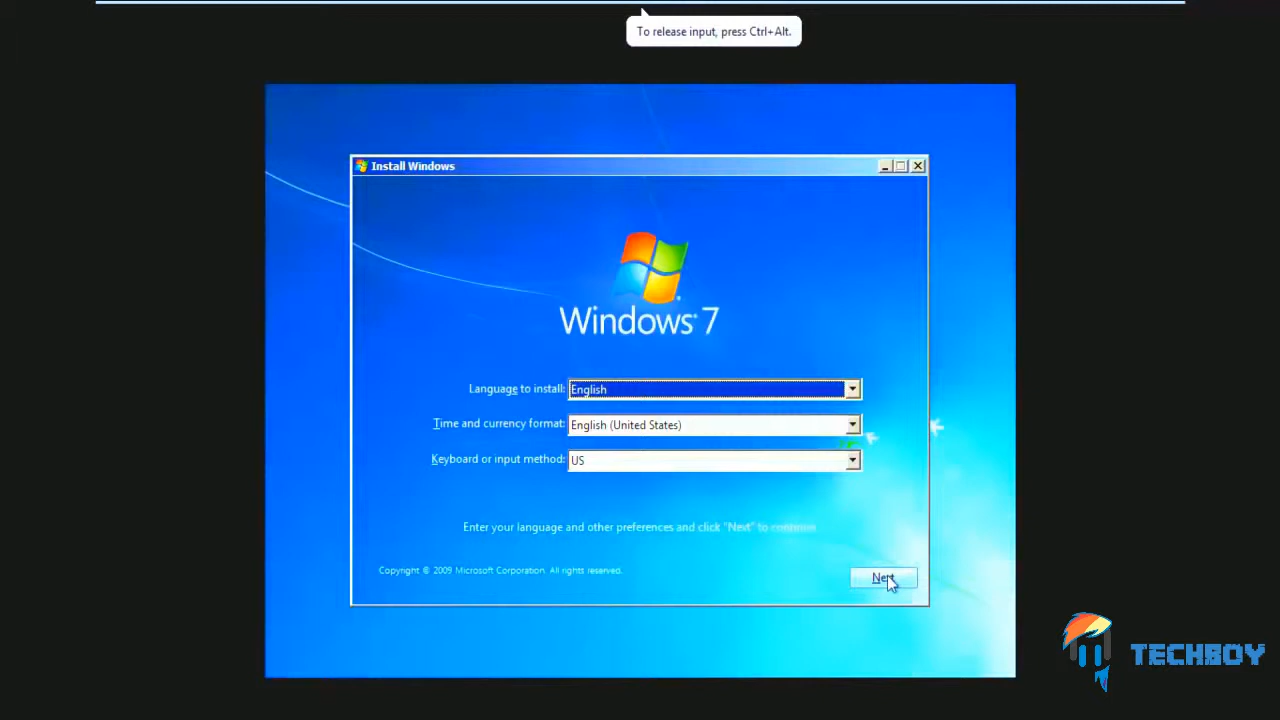 To release input, press Ctrl+Alt.
Install Windows
Windows 7
Language to install: English
Time and currency format: English (United States)
Keyboard or input method: US
Enter your language and other preferences and click "Next" to continue
Copyright © 2009 Microsoft Corporation. All rights reserved.
Next
TECHBOY